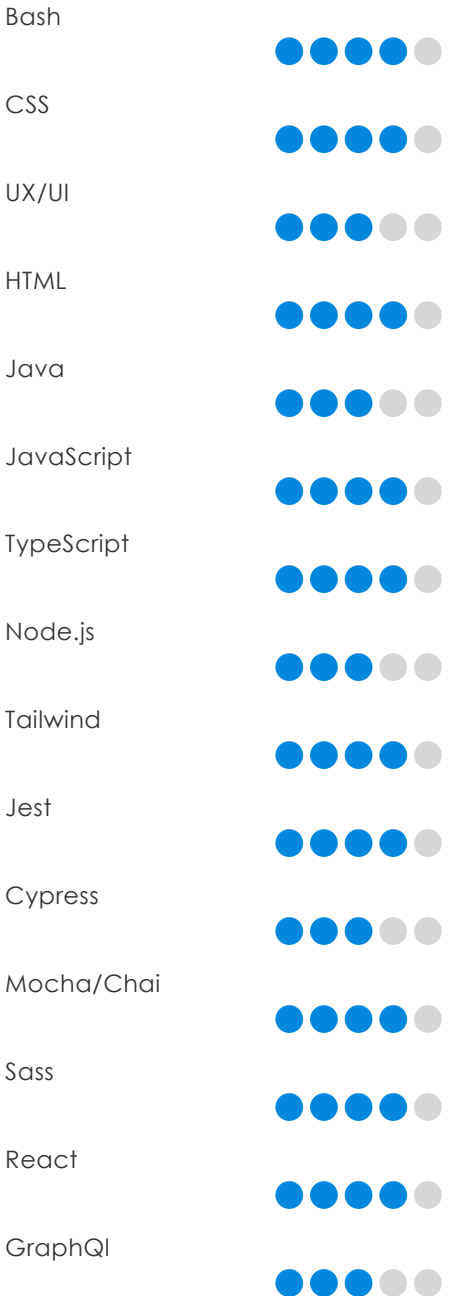 Bash
CSS
UX/UI
HTML
Java
JavaScript
TypeScript
Node.js
Tailwind
Jest
Cypress
Mocha/Chai
Sass
React
GraphQl